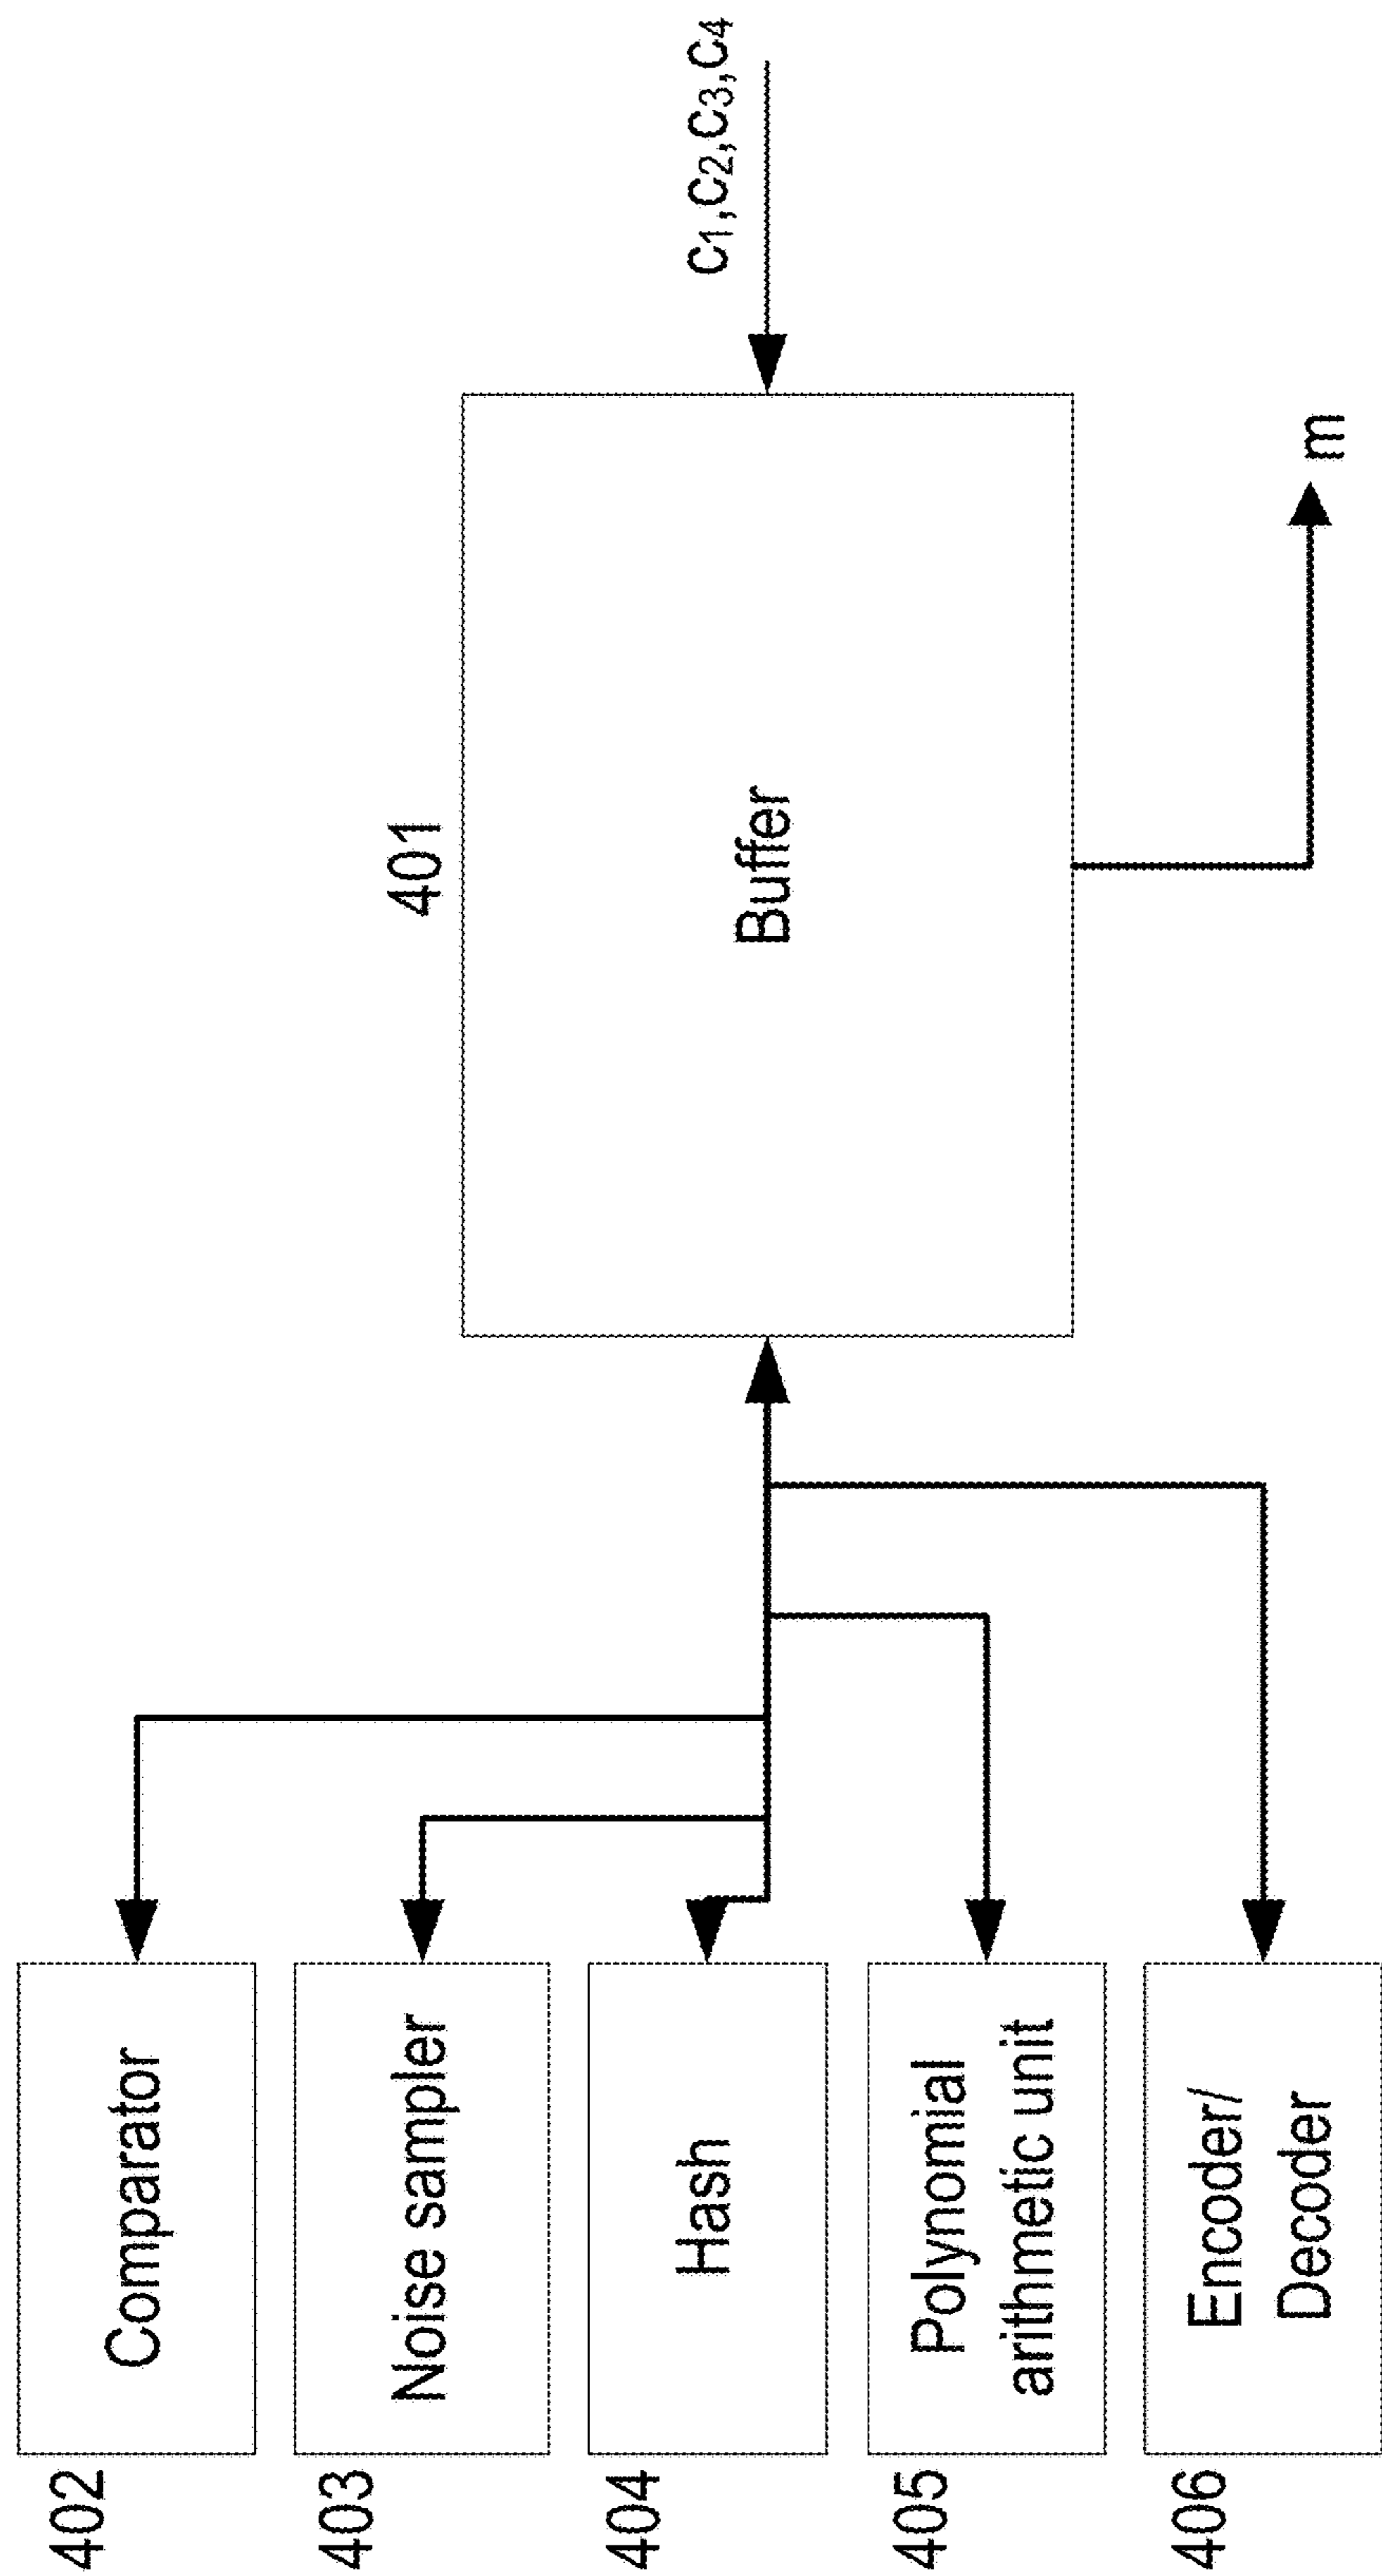 402
Comparator
403
Noise sampler
404
Hash
405
Polynomial
arithmetic unit
406
Encoder/
Decoder
401
Buffer
c1,c2,c3,c4
m